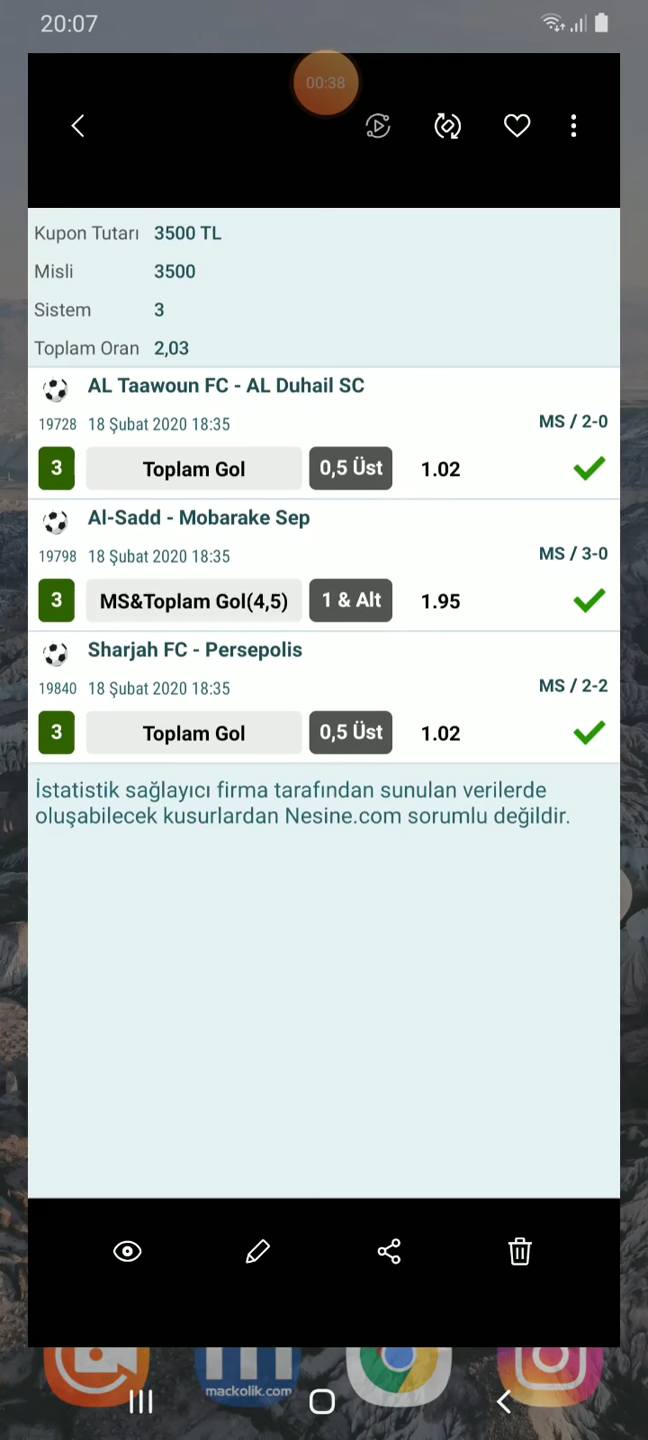 20:07
00:38
Kupon Tutarı 3500 TL
Misli 3500
Sistem 3
Toplam Oran 2,03
AL Taawoun FC - AL Duhail SC
19728 18 Şubat 2020 18:35 MS / 2-0
3 Toplam Gol 0,5 Üst 1.02
Al-Sadd - Mobarake Sep
19798 18 Şubat 2020 18:35 MS / 3-0
3 MS&Toplam Gol(4,5) 1 & Alt 1.95
Sharjah FC - Persepolis
19840 18 Şubat 2020 18:35 MS / 2-2
3 Toplam Gol 0,5 Üst 1.02
İstatistik sağlayıcı firma tarafından sunulan verilerde
oluşabilecek kusurlardan Nesine.com sorumlu değildir.
mackolik.com